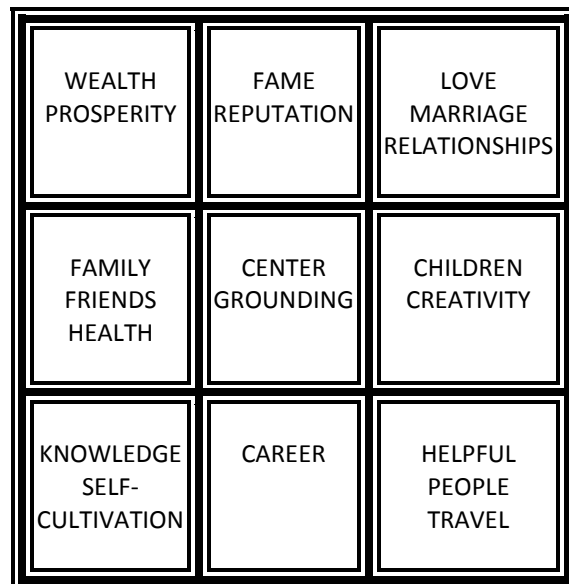 WEALTH
PROSPERITY
FAME
REPUTATION
LOVE
MARRIAGE
RELATIONSHIPS
FAMILY
FRIENDS
HEALTH
CENTER
GROUNDING
CHILDREN
CREATIVITY
KNOWLEDGE
SELF-
CULTIVATION
CAREER
HELPFUL
PEOPLE
TRAVEL